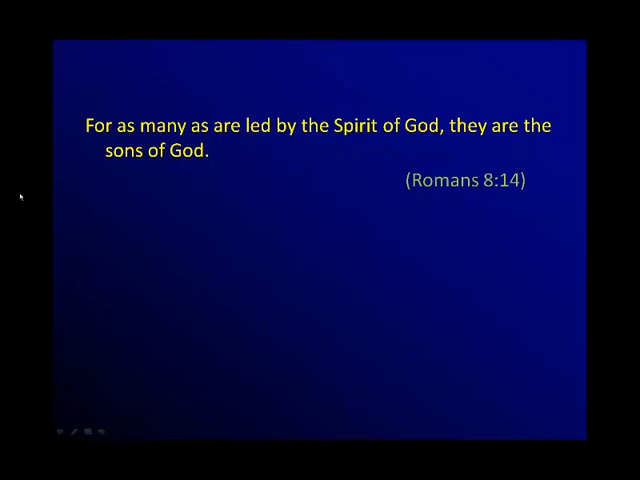 For as many as are led by the Spirit of God, they are the
sons of God.
(Romans 8:14)